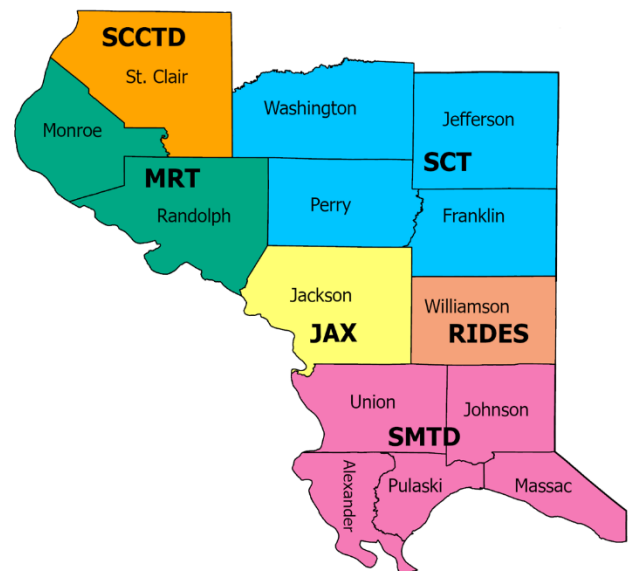 SCCTD
St. Clair
Washington
Jefferson
Monroe
SCT
MRT
Randolph
Perry
Franklin
Jackson
Williamson
JAX
RIDES
Union
Johnson
SMTD
Alexander
Pulaski
Massac